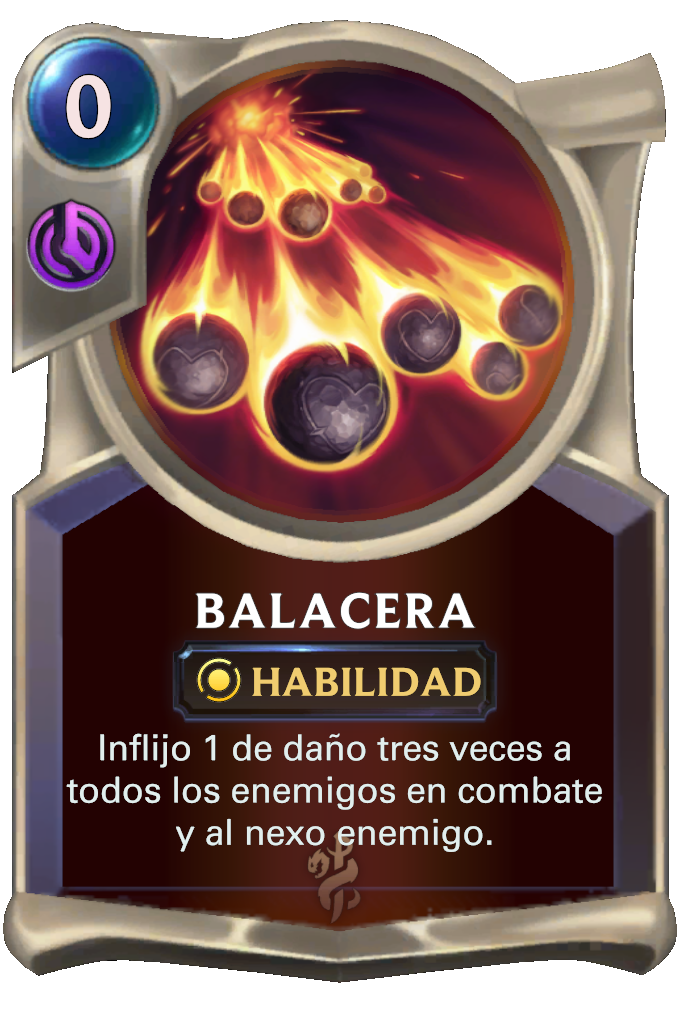 0
BALACERA
HABILIDAD
Inflijo 1 de daño tres veces a
todos los enemigos en combate
y al nexo enemigo.